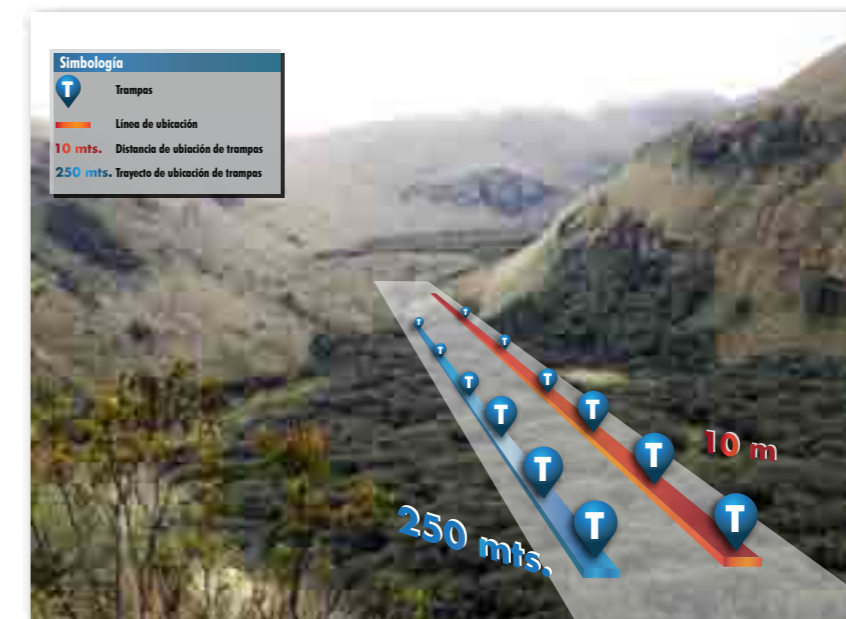 Simbología
T Trampas
Línea de ubicación
10 mts. Distancia de ubiación de trampas
250 mts. Trayecto de ubicación de trampas
T
T
T
T
T
T
T
T
T
T
T
T
10 m
250 mts.